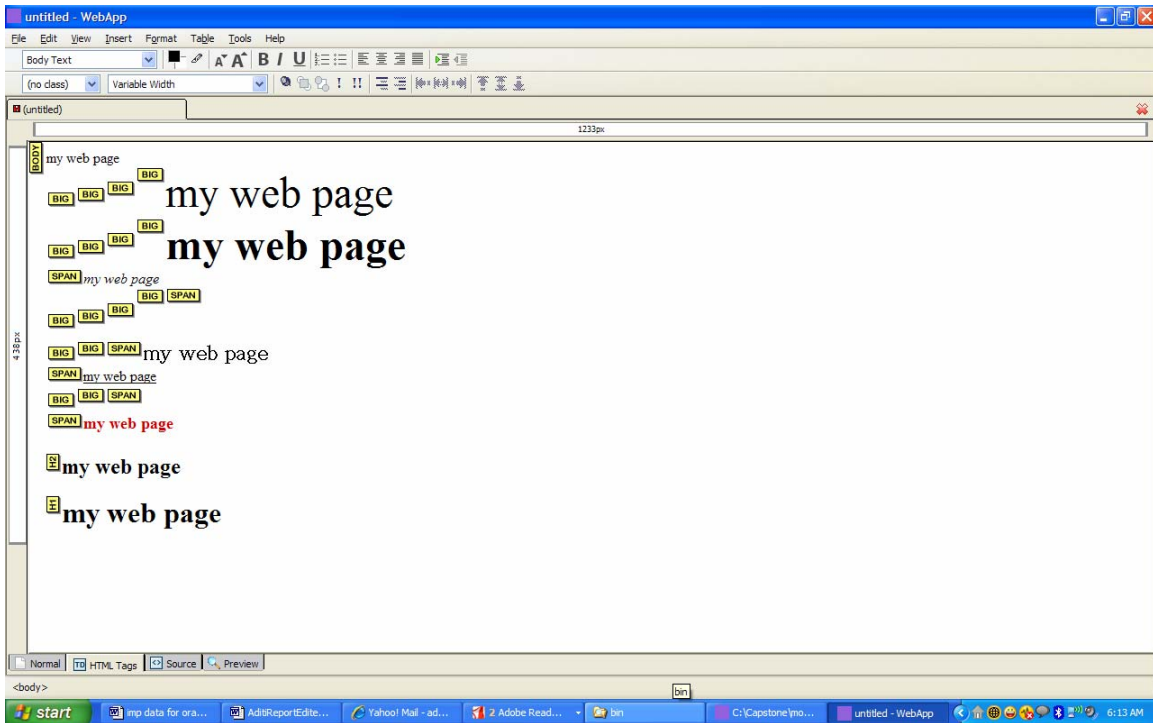 untitled - WebApp
File Edit View Insert Format Table Tools Help
Body Text A A B I U
(no class) Variable Width ! !!
(untitled)
1233px
BODY my web page
BIG BIG BIG BIG my web page
BIG BIG BIG BIG my web page
SPAN my web page
BIG BIG BIG BIG SPAN
438px
BIG BIG SPAN my web page
SPAN my web page
BIG BIG SPAN
SPAN my web page
H2 my web page
H1 my web page
Normal TD HTML Tags Source Preview
<body>
bin
start imp data for ora... AditiReportEdite... Yahoo! Mail - ad... 2 Adobe Read... bin C:\Capstone\mo... untitled - WebApp 6:13 AM